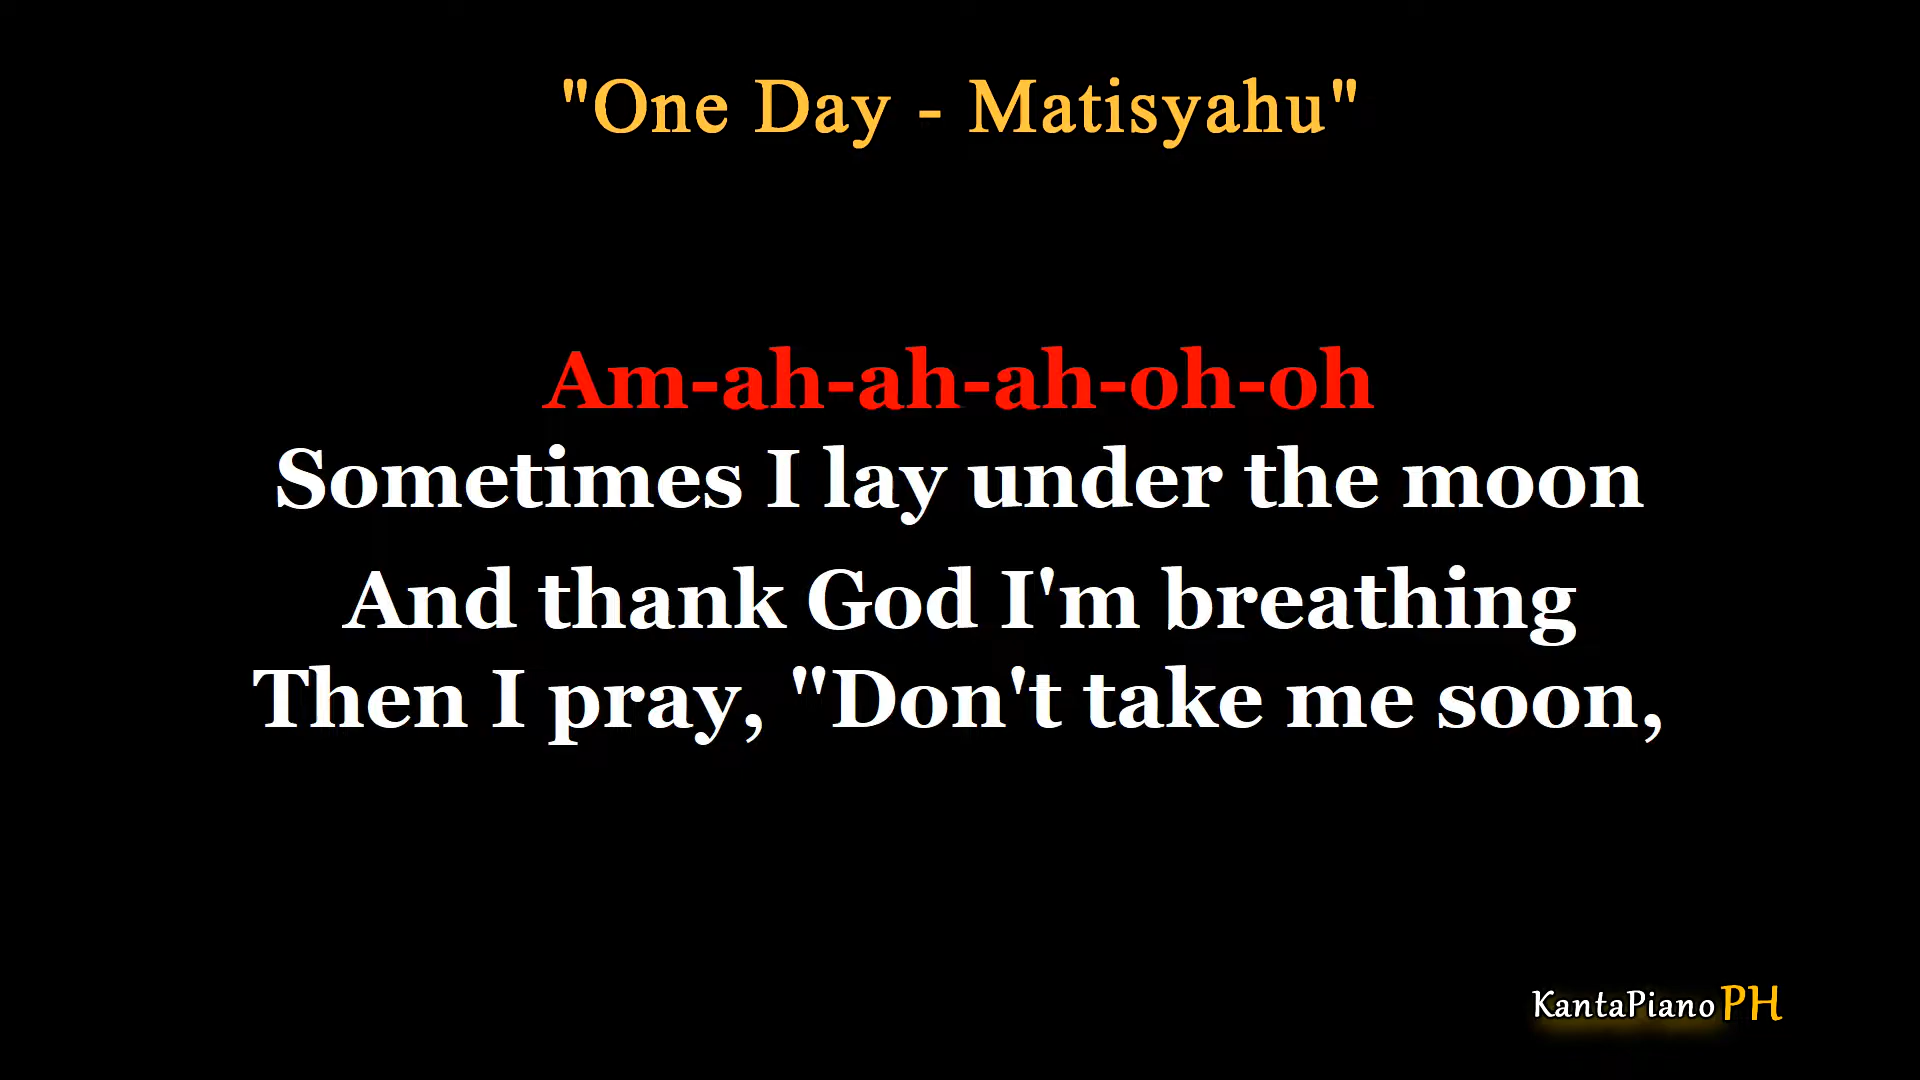 "One Day - Matisyahu"
Am-ah-ah-ah-oh-oh
Sometimes I lay under the moon
And thank God I'm breathing
Then I pray, "Don't take me soon,
KantaPiano PH